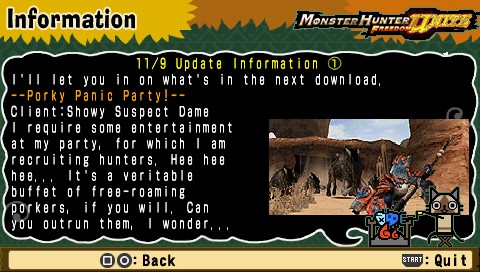 Information
MONSTER HUNTER
FREEDOM UNITE
11/9 Update Information ①
I'll let you in on what's in the next download.
--Porky Panic Party!--
Client:Showy Suspect Dame
I require some entertainment
at my party, for which I am
recruiting hunters. Hee hee
hee... It's a veritable
buffet of free-roaming
porkers, if you will. Can
you outrun them, I wonder...
□○: Back
START: Quit